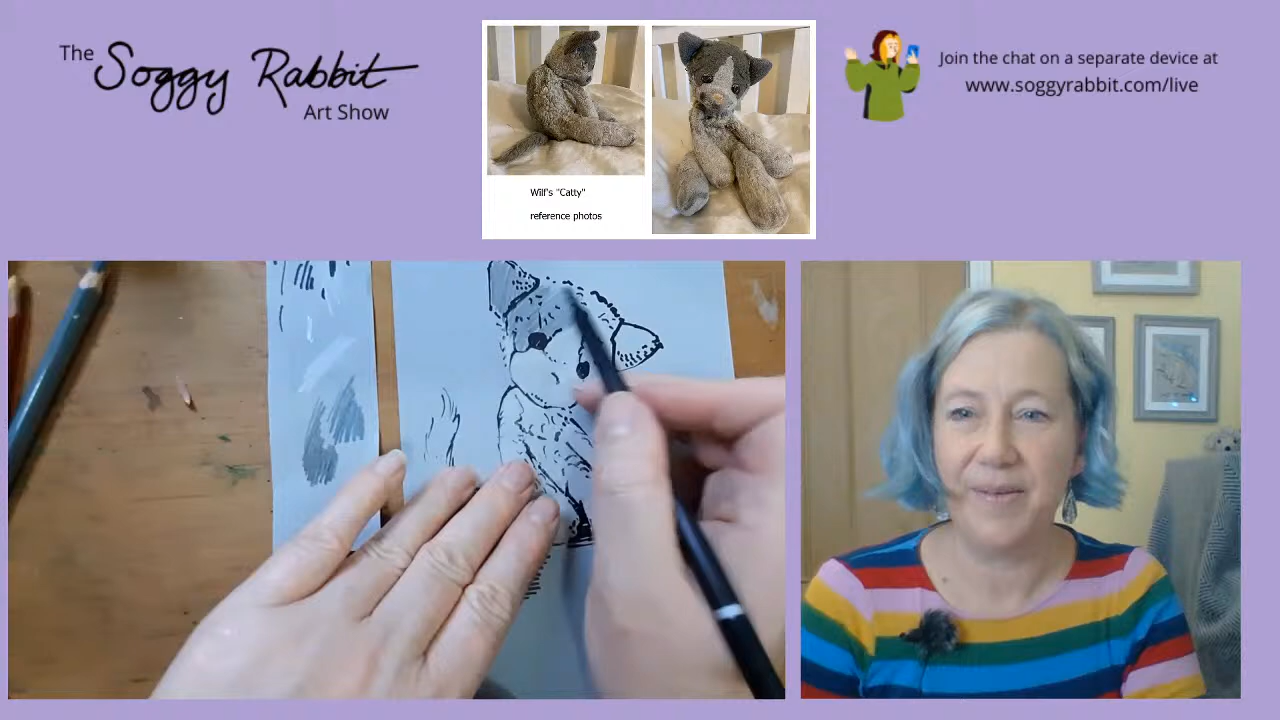 The Soggy Rabbit
Art Show
Wilf's "Catty"
reference photos
Join the chat on a separate device at
www.soggyrabbit.com/live